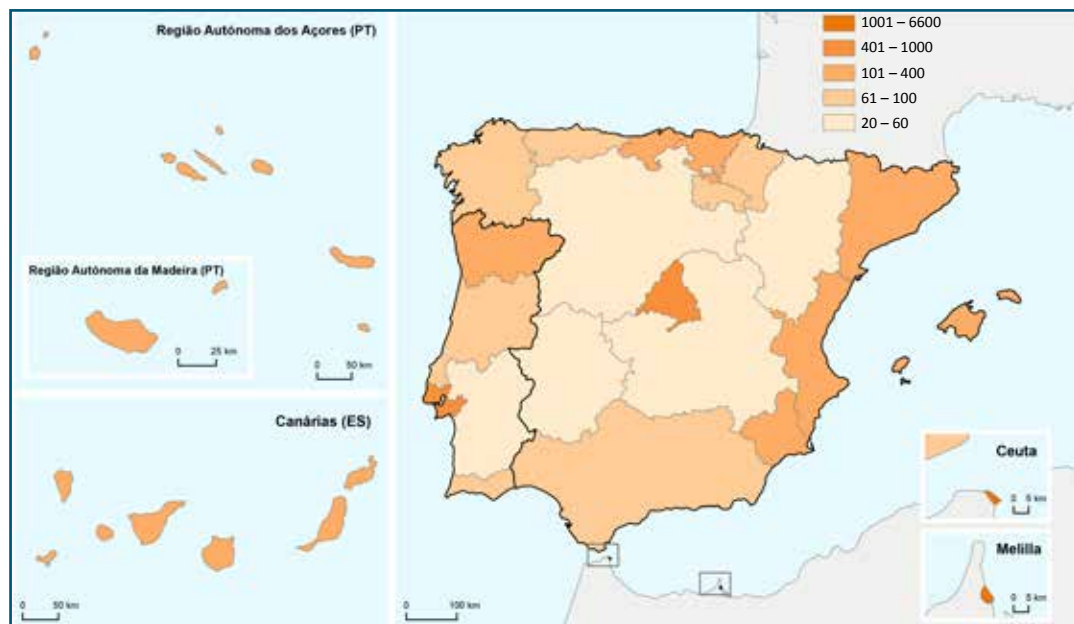 Região Autónoma dos Açores (PT)
Região Autónoma da Madeira (PT)
0 25 km
0 50 km
Canárias (ES)
0 50 km
1001 – 6600
401 – 1000
101 – 400
61 – 100
20 – 60
0 100 km
Ceuta
0 5 km
Melilla
0 5 km